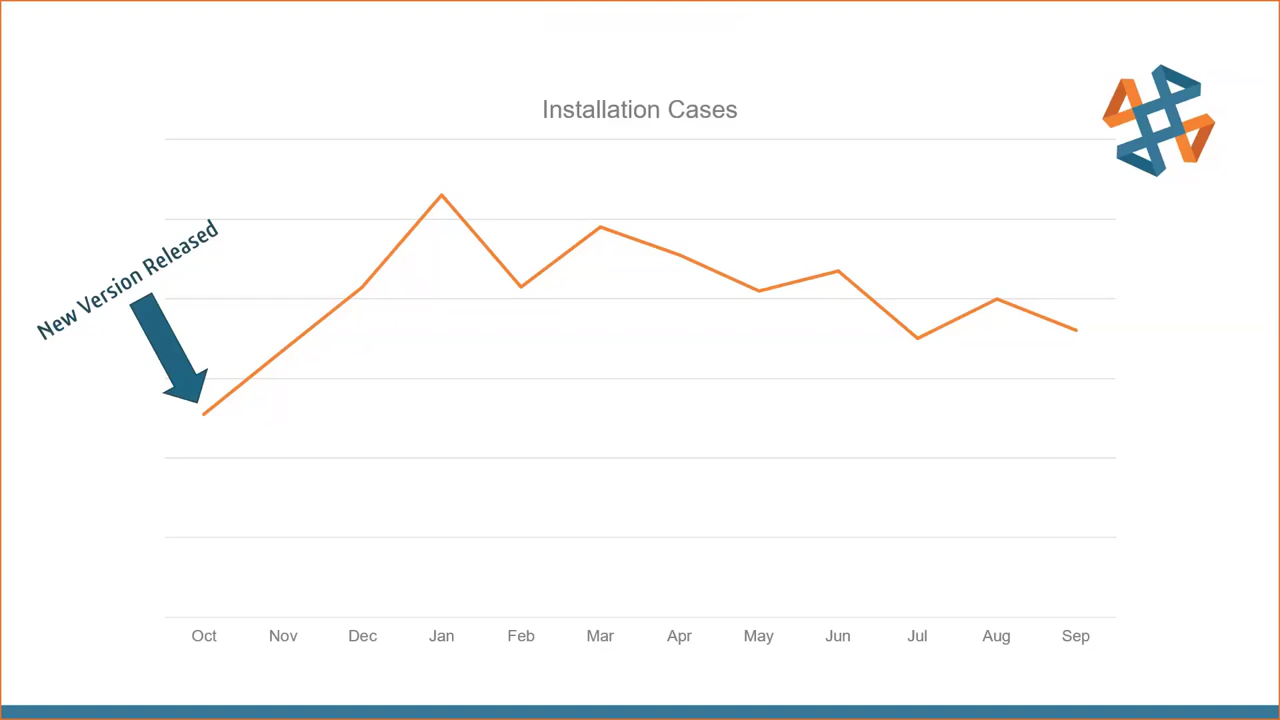 Installation Cases
New Version Released
Oct Nov Dec Jan Feb Mar Apr May Jun Jul Aug Sep